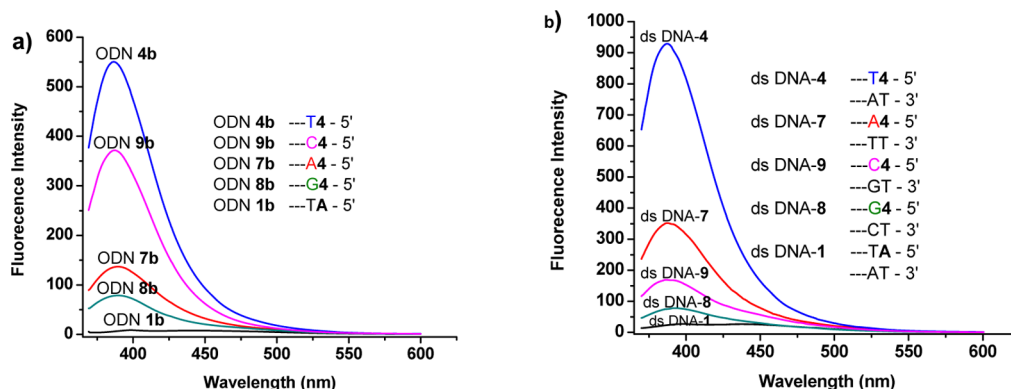 a)
Fluorecence Intensity
600
500
400
300
200
100
0
ODN 4b
ODN 9b
ODN 7b
ODN 8b
ODN 1b
ODN 4b ---T4 - 5'
ODN 9b ---C4 - 5'
ODN 7b ---A4 - 5'
ODN 8b ---G4 - 5'
ODN 1b ---TA - 5'
400 450 500 550 600
Wavelength (nm)
b)
Fluorecence Intensity
1000
900
800
700
600
500
400
300
200
100
0
ds DNA-4
ds DNA-7
ds DNA-9
ds DNA-8
ds DNA-1
ds DNA-4 ---T4 - 5'
---AT - 3'
ds DNA-7 ---A4 - 5'
---TT - 3'
ds DNA-9 ---C4 - 5'
---GT - 3'
ds DNA-8 ---G4 - 5'
---CT - 3'
ds DNA-1 ---TA - 5'
---AT - 3'
400 450 500 550 600
Wavelength (nm)